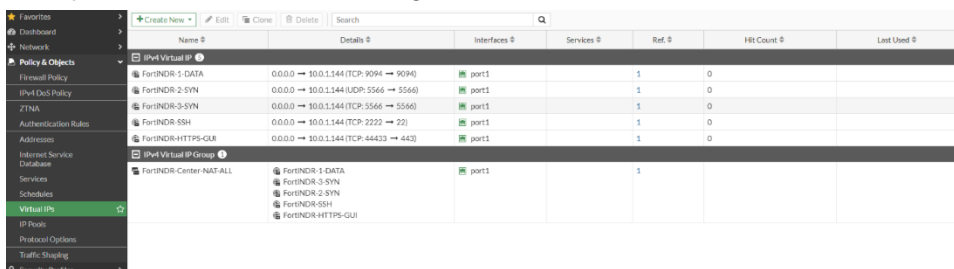 Favorites
Dashboard
Network
Policy & Objects
Firewall Policy
IPv4 DoS Policy
ZTNA
Authentication Rules
Addresses
Internet Service
Database
Services
Schedules
Virtual IPs
IP Pools
Protocol Options
Traffic Shaping
+ Create New Edit Clone Delete Search
Name Details Interfaces Services Ref. Hit Count Last Used
IPv4 Virtual IP 5
FortiNDR-1-DATA 0.0.0.0 → 10.0.1.144 (TCP: 9094 → 9094) port1 1 0
FortiNDR-2-SYN 0.0.0.0 → 10.0.1.144 (UDP: 5566 → 5566) port1 1 0
FortiNDR-3-SYN 0.0.0.0 → 10.0.1.144 (TCP: 5566 → 5566) port1 1 0
FortiNDR-SSH 0.0.0.0 → 10.0.1.144 (TCP: 2222 → 22) port1 1 0
FortiNDR-HTTPS-GUI 0.0.0.0 → 10.0.1.144 (TCP: 44433 → 443) port1 1 0
IPv4 Virtual IP Group 1
FortiNDR-Center-NAT-ALL FortiNDR-1-DATA port1 1
FortiNDR-3-SYN
FortiNDR-2-SYN
FortiNDR-SSH
FortiNDR-HTTPS-GUI